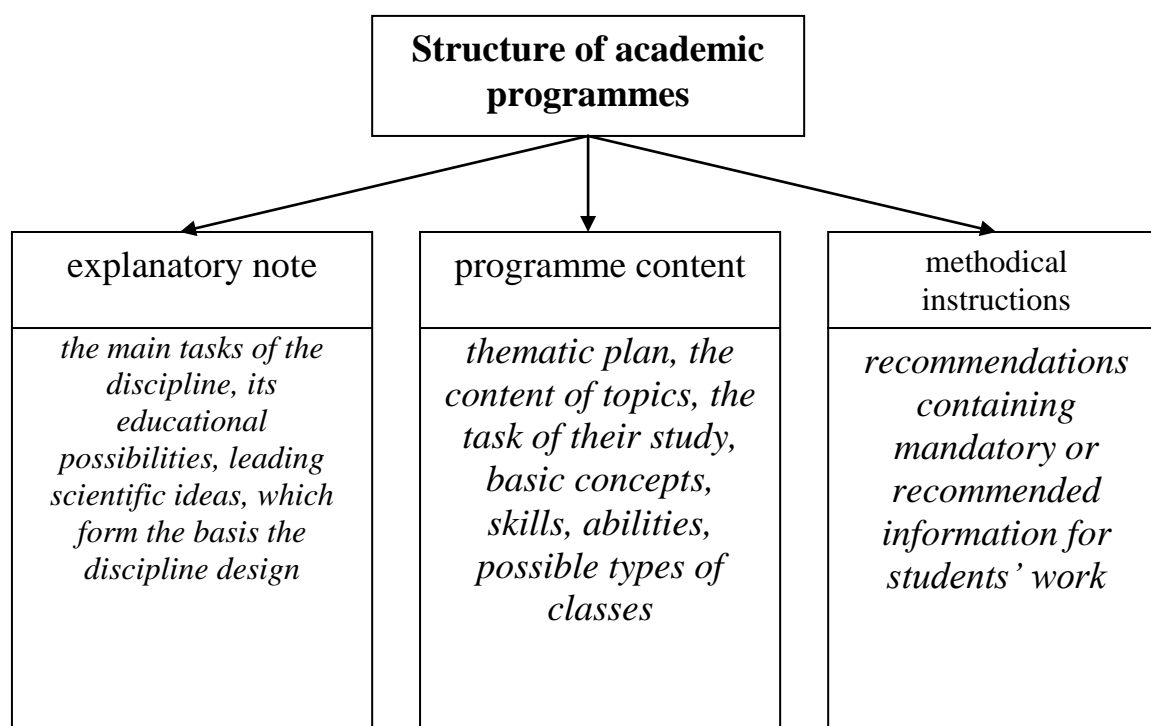 Structure of academic
programmes
explanatory note
the main tasks of the
discipline, its
educational
possibilities, leading
scientific ideas, which
form the basis the
discipline design
programme content
thematic plan, the
content of topics, the
task of their study,
basic concepts,
skills, abilities,
possible types of
classes
methodical
instructions
recommendations
containing
mandatory or
recommended
information for
students’ work